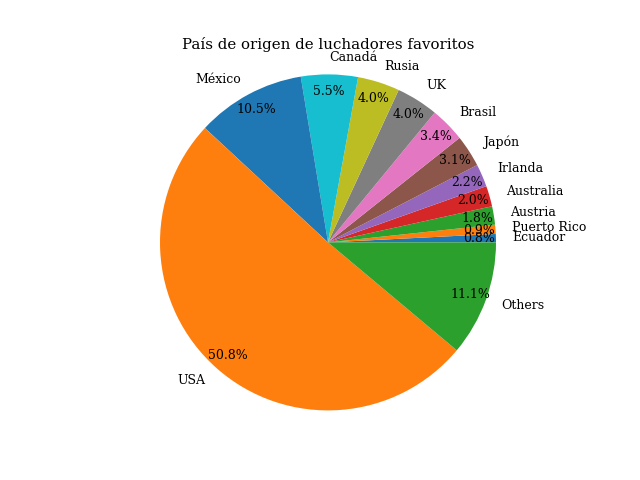 País de origen de luchadores favoritos
Canadá
5.5%
Rusia
4.0%
UK
4.0%
Brasil
3.4%
Japón
3.1%
Irlanda
2.2%
Australia
2.0%
Austria
1.8%
Puerto Rico
0.9%
Ecuador
0.8%
Others
11.1%
USA
50.8%
México
10.5%